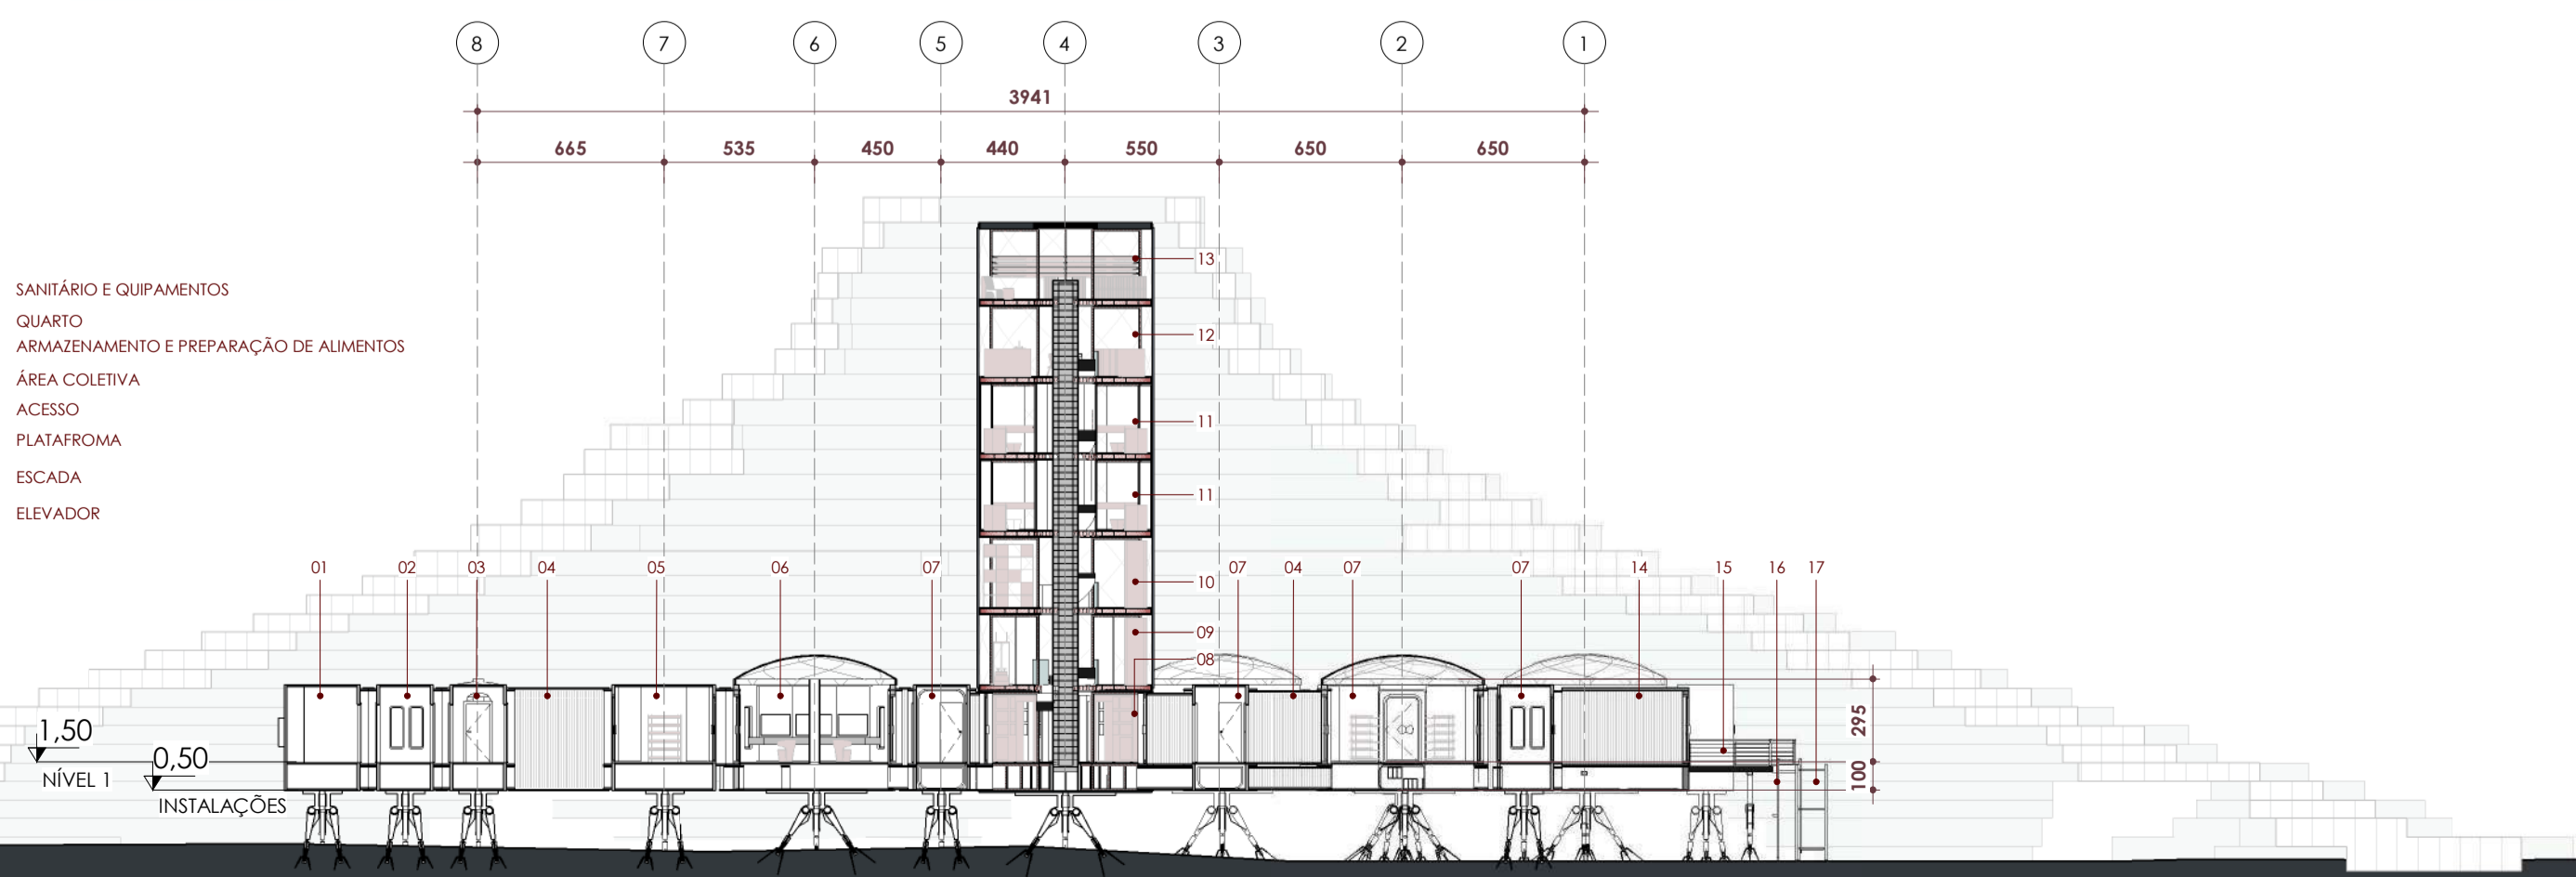 8 7 6 5 4 3 2 1
3941
665 535 450 440 550 650 650
13
SANITÁRIO E QUIPAMENTOS
QUARTO
12
ARMAZENAMENTO E PREPARAÇÃO DE ALIMENTOS
ÁREA COLETIVA
ACESSO
11
PLATAFROMA
ESCADA
11
ELEVADOR
01 02 03 04 05 06 07 07 04 07 07 14 15 16 17
10
09
08
295
1,50
0,50
NÍVEL 1
100
INSTALAÇÕES